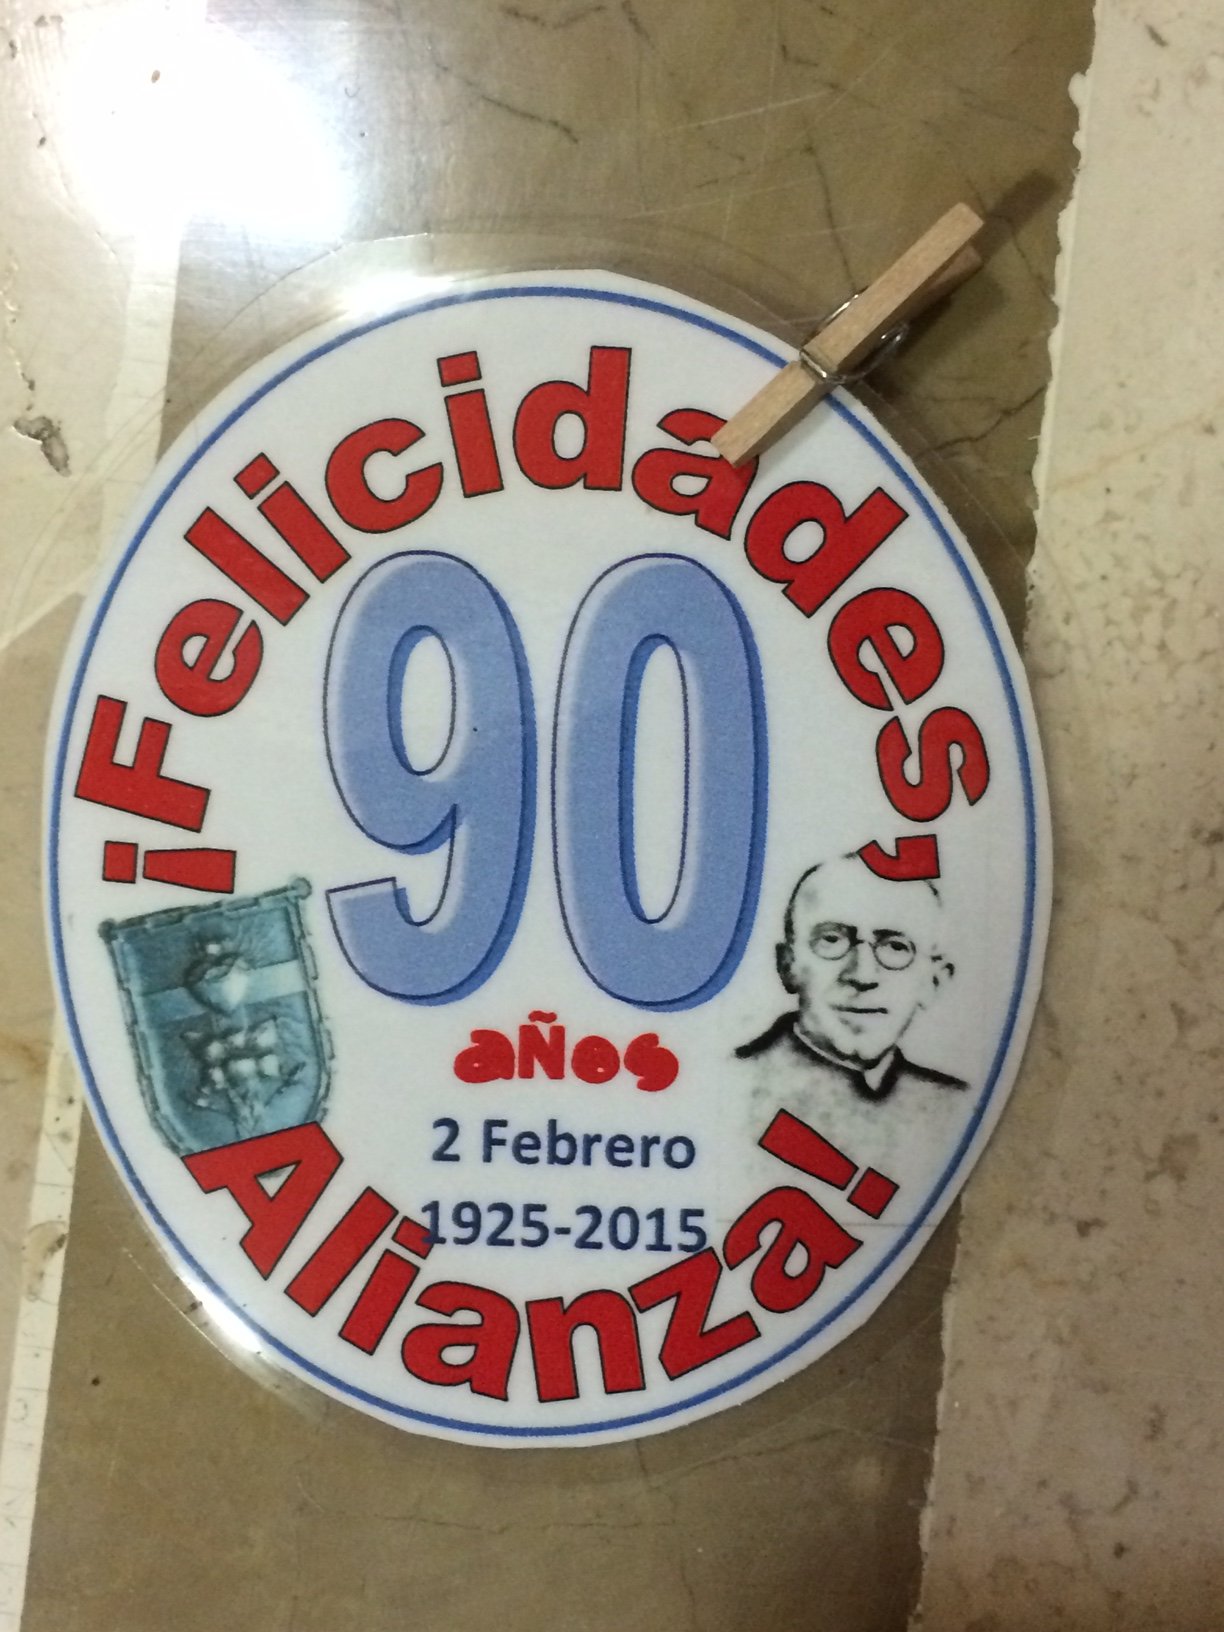 ¡Felicidades,
90
años
2 Febrero
1925-2015
Alianza!